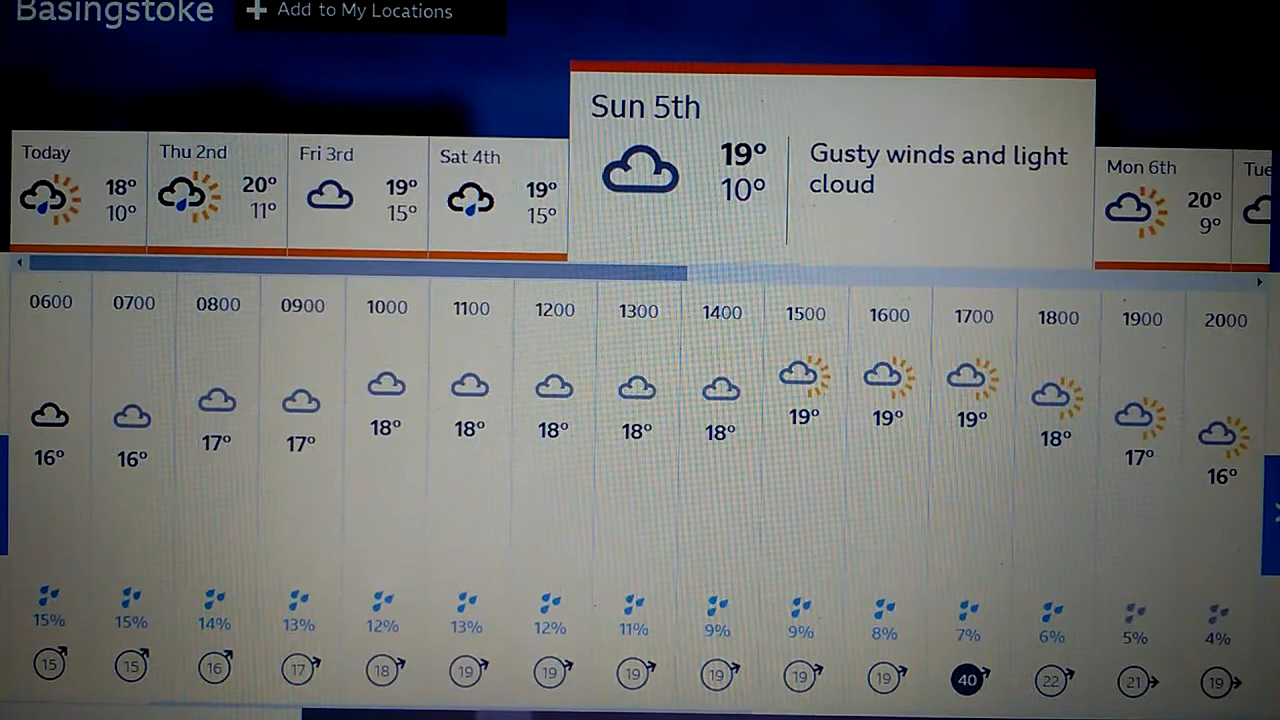 Basingstoke
+ Add to My Locations
Today
18°
10°
Thu 2nd
20°
11°
Fri 3rd
19°
15°
Sat 4th
19°
15°
Sun 5th
19°
10°
Gusty winds and light
cloud
Mon 6th
20°
9°
Tue
0600 0700 0800 0900 1000 1100 1200 1300 1400 1500 1600 1700 1800 1900 2000
16° 16° 17° 17° 18° 18° 18° 18° 18° 19° 19° 19° 18° 17° 16°
15% 15% 14% 13% 12% 13% 12% 11% 9% 9% 8% 7% 6% 5% 4%
15 15 16 17 18 19 19 19 19 19 19 40 22 21 19